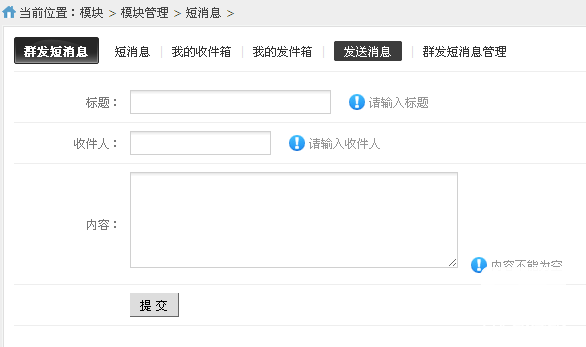 当前位置：模块 > 模块管理 > 短消息 >
群发短消息 短消息 | 我的收件箱 | 我的发件箱 | 发送消息 | 群发短消息管理
标题： 请输入标题
收件人： 请输入收件人
内容： 内容不能为空
提 交